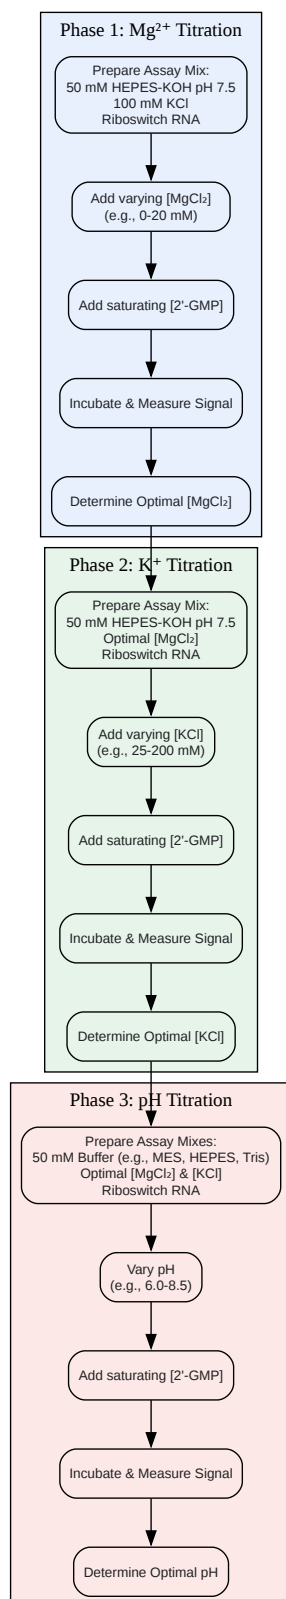 Phase 1: Mg²⁺ Titration
Prepare Assay Mix:
50 mM HEPES-KOH pH 7.5
100 mM KCl
Riboswitch RNA
Add varying [MgCl₂]
(e.g., 0-20 mM)
Add saturating [2'-GMP]
Incubate & Measure Signal
Determine Optimal [MgCl₂]
Phase 2: K⁺ Titration
Prepare Assay Mix:
50 mM HEPES-KOH pH 7.5
Optimal [MgCl₂]
Riboswitch RNA
Add varying [KCl]
(e.g., 25-200 mM)
Add saturating [2'-GMP]
Incubate & Measure Signal
Determine Optimal [KCl]
Phase 3: pH Titration
Prepare Assay Mixes:
50 mM Buffer (e.g., MES, HEPES, Tris)
Optimal [MgCl₂] & [KCl]
Riboswitch RNA
Vary pH
(e.g., 6.0-8.5)
Add saturating [2'-GMP]
Incubate & Measure Signal
Determine Optimal pH